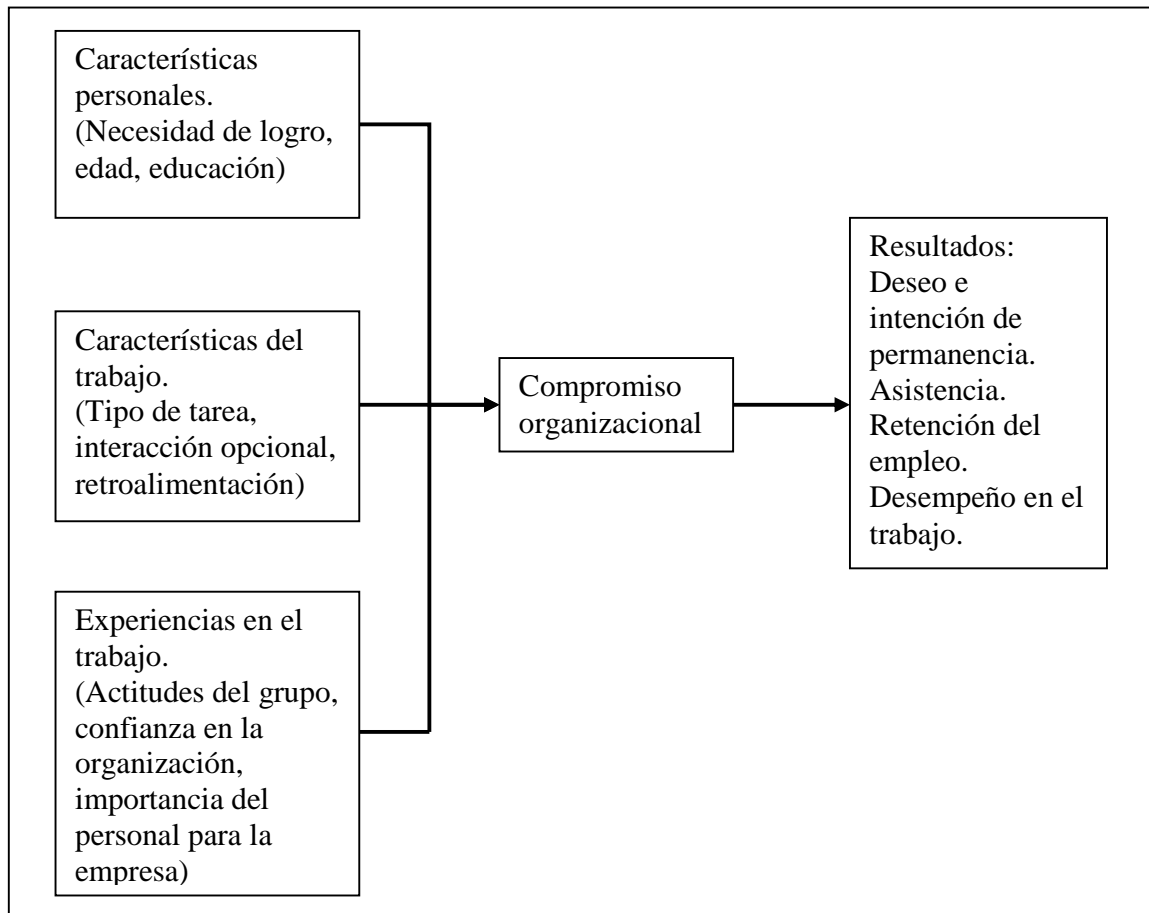 Características
personales.
(Necesidad de logro,
edad, educación)
Características del
trabajo.
(Tipo de tarea,
interacción opcional,
retroalimentación)
Experiencias en el
trabajo.
(Actitudes del grupo,
confianza en la
organización,
importancia del
personal para la
empresa)
Compromiso
organizacional
Resultados:
Deseo e
intención de
permanencia.
Asistencia.
Retención del
empleo.
Desempeño en el
trabajo.